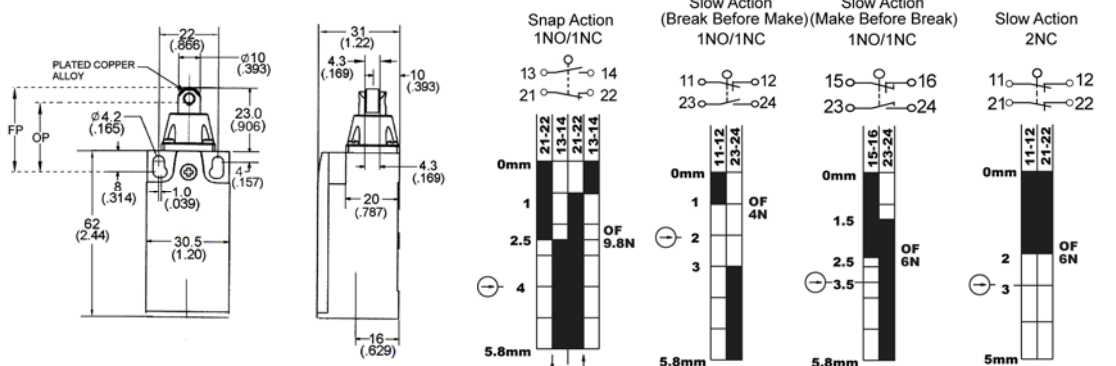 22
(.866)
PLATED COPPER
ALLOY
ø10
(.393)
FP
OP
ø4.2
(.165)
23.0
(.906)
8
(.314)
1.0
(.039)
4
(.157)
62
(2.44)
30.5
(1.20)
31
(1.22)
4.3
(.169)
10
(.393)
4.3
(.169)
20
(.787)
16
(.629)
Snap Action
1NO/1NC
13 14
21 22
21-22 13-14 21-22 13-14
0mm
1
2.5
4
5.8mm
OF
9.8N
Slow Action
(Break Before Make)
1NO/1NC
11 12
23 24
11-12 23-24
0mm
1
2
3
5.8mm
OF
4N
Slow Action
(Make Before Break)
1NO/1NC
15 16
23 24
15-16 23-24
0mm
1.5
2.5
3.5
5.8mm
OF
6N
Slow Action
2NC
11 12
21 22
11-12 21-22
0mm
2
3
5mm
OF
6N